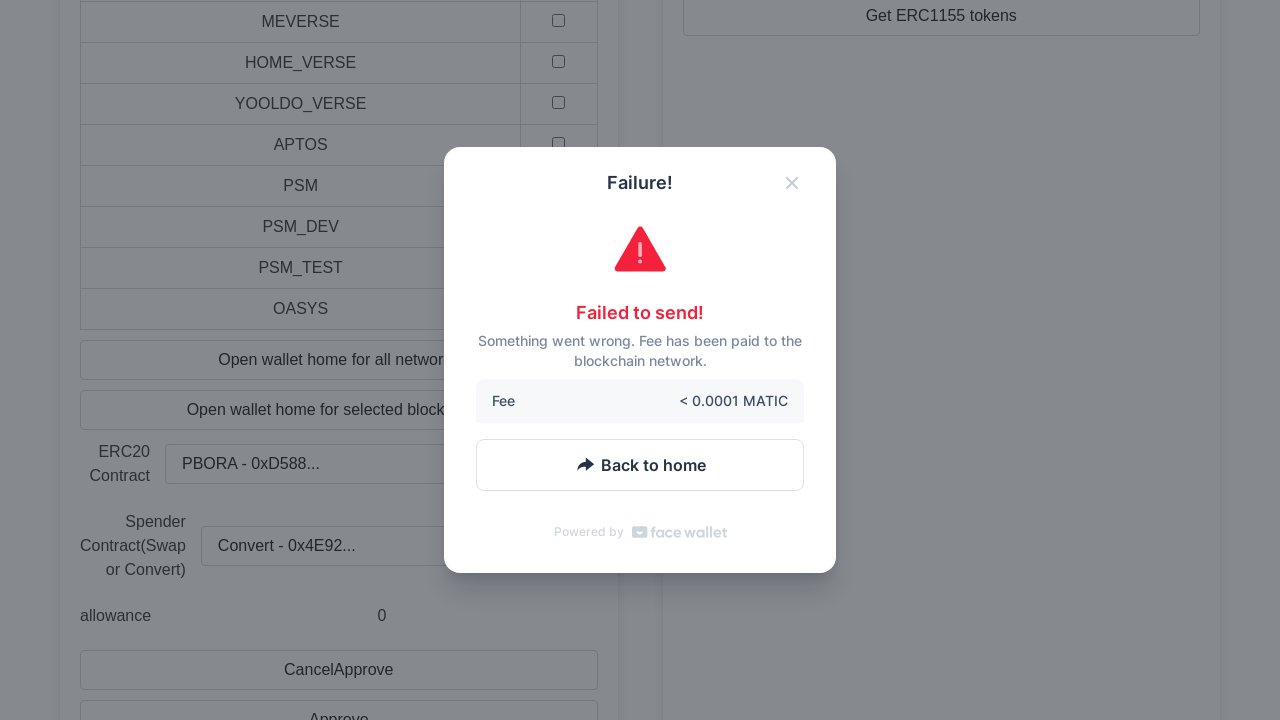 MEVERSE
HOME_VERSE
YOOLDO_VERSE
APTOS
PSM
PSM_DEV
PSM_TEST
OASYS
Open wallet home for all networ
Open wallet home for selected block
ERC20
Contract
PBORA - 0xD588...
Spender
Contract(Swap
or Convert)
Convert - 0x4E92...
allowance 0
CancelApprove
Approve
Get ERC1155 tokens
Failure!
Failed to send!
Something went wrong. Fee has been paid to the
blockchain network.
Fee < 0.0001 MATIC
Back to home
Powered by face wallet